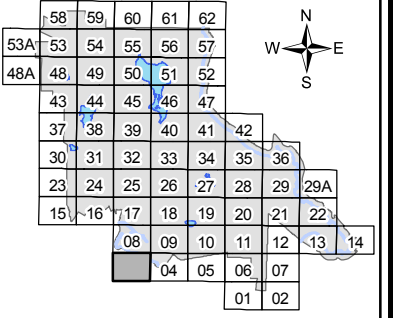 58 59 60 61 62
N
W E
S
53A 53 54 55 56 57
48A 48 49 50 51 52
43 44 45 46 47
37 38 39 40 41 42
30 31 32 33 34 35 36
23 24 25 26 27 28 29 29A
15 16 17 18 19 20 21 22
08 09 10 11 12 13 14
04 05 06 07
01 02